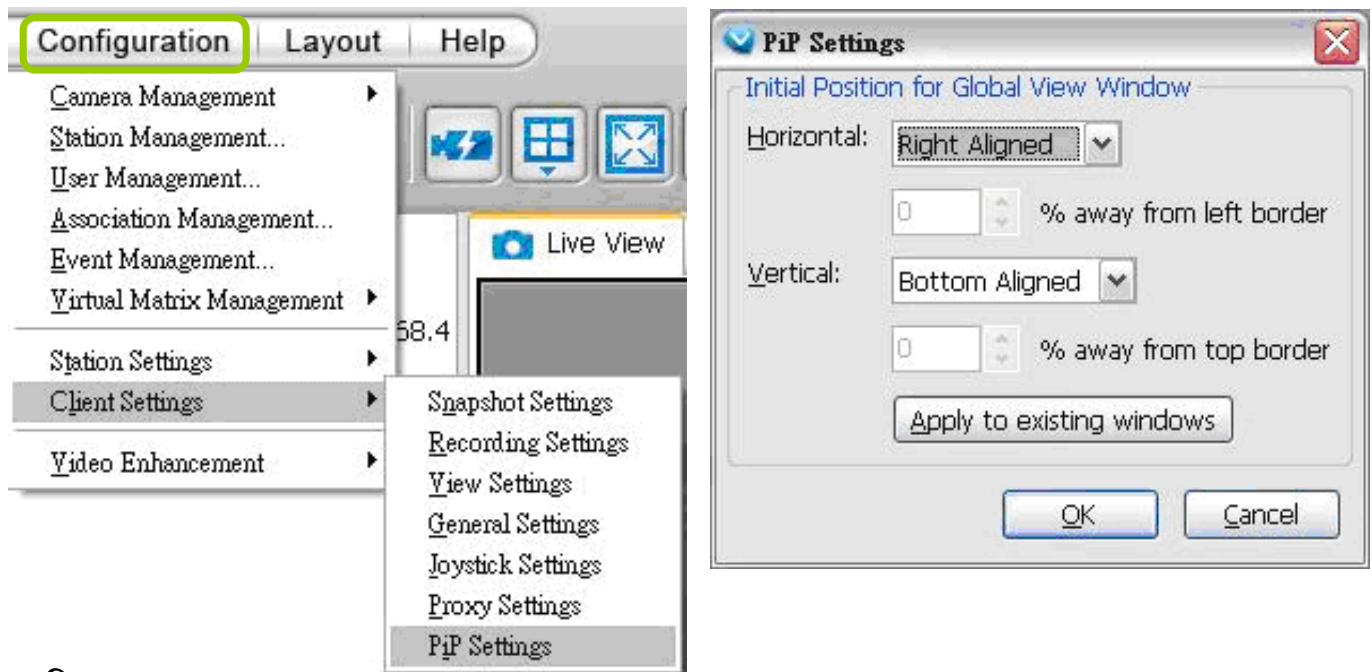 Configuration Layout Help
Camera Management
Station Management...
User Management...
Association Management...
Event Management...
Virtual Matrix Management
Station Settings
Client Settings
Video Enhancement
Live View
68.4
Snapshot Settings
Recording Settings
View Settings
General Settings
Joystick Settings
Proxy Settings
PiP Settings
PiP Settings
Initial Position for Global View Window
Horizontal: Right Aligned
0 % away from left border
Vertical: Bottom Aligned
0 % away from top border
Apply to existing windows
OK Cancel